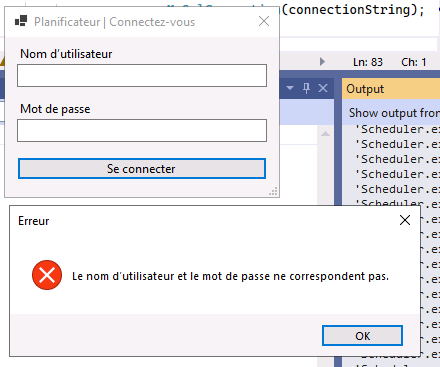 (connectionString);
Planificateur | Connectez-vous
Nom d'utilisateur
Mot de passe
Se connecter
Ln: 83 Ch: 1
Output
Show output from
'Scheduler.ex
'Scheduler.ex
'Scheduler.ex
'Scheduler.ex
'Scheduler.ex
Erreur
Le nom d'utilisateur et le mot de passe ne correspondent pas.
OK